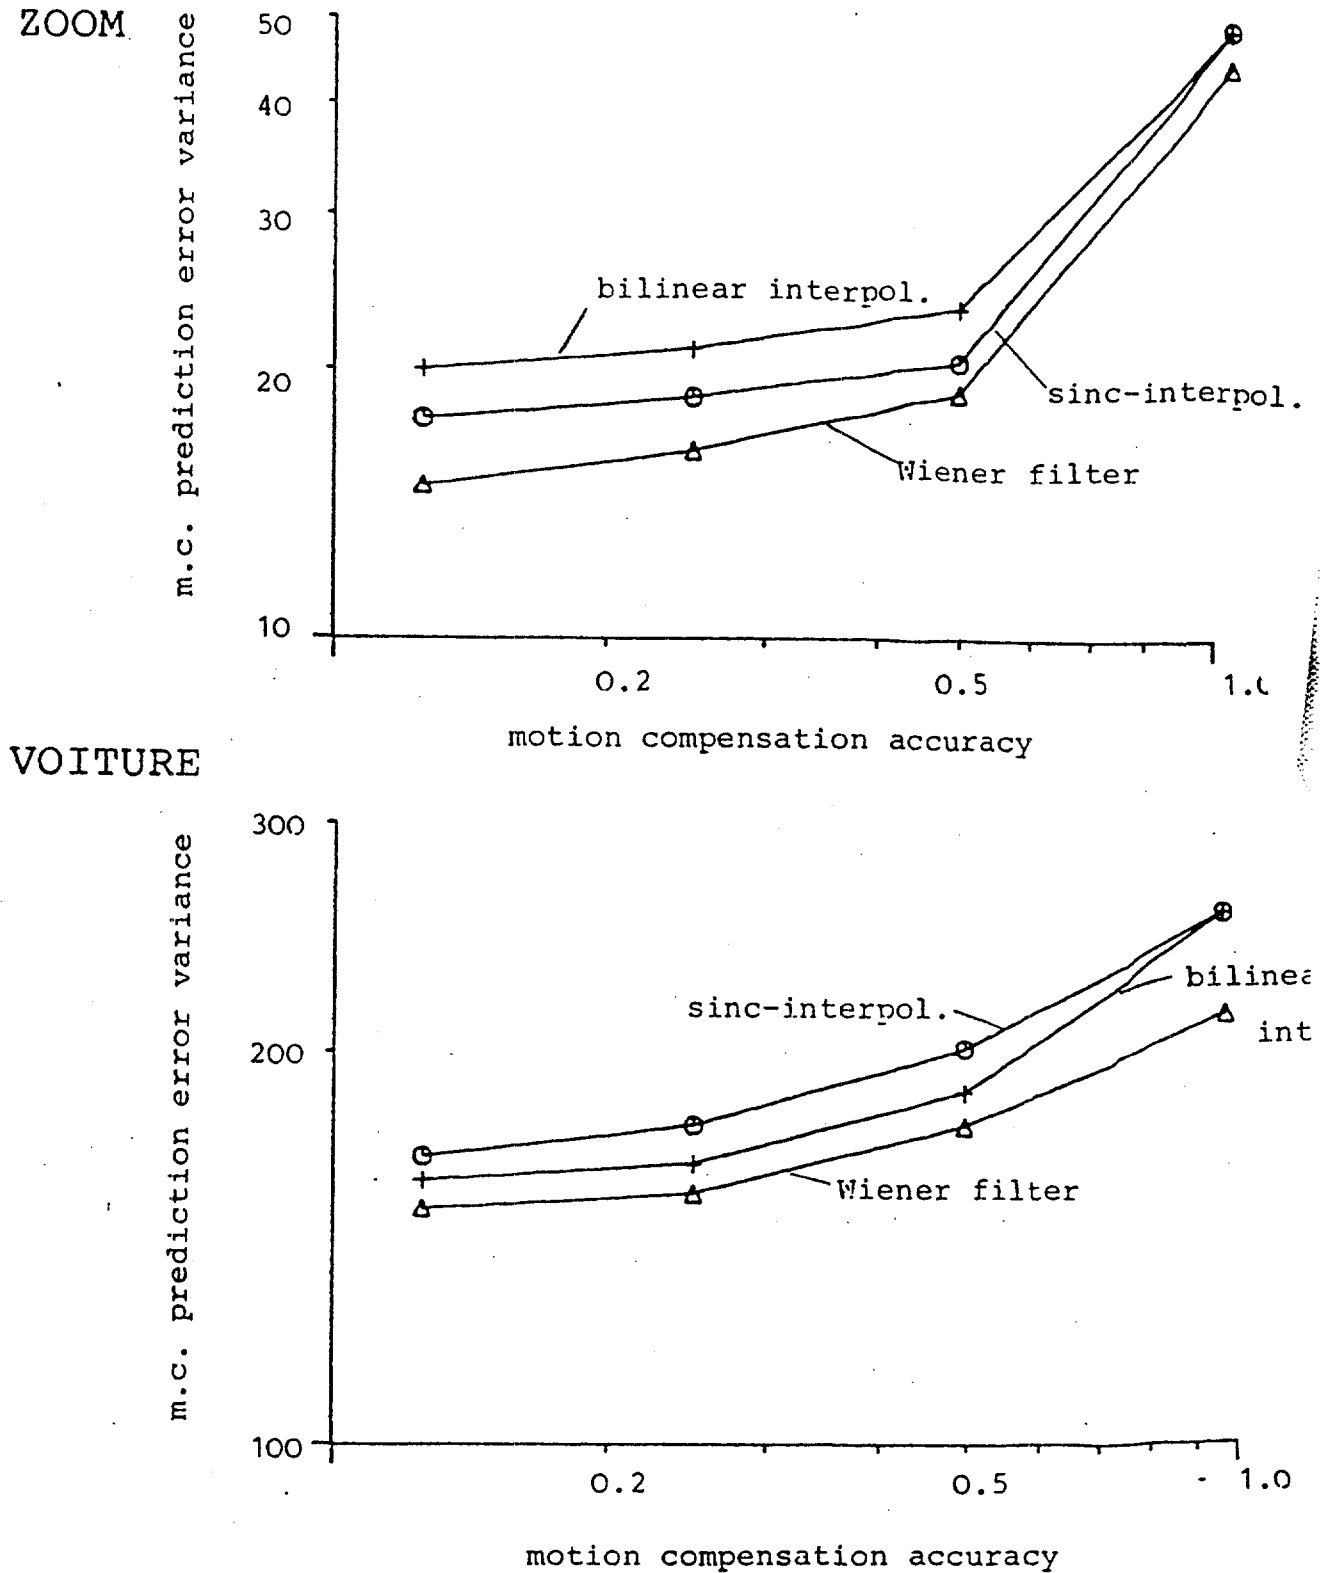 ZOOM
m.c. prediction error variance
50
40
30
20
10
bilinear interpol.
sinc-interpol.
Wiener filter
0.2
0.5
motion compensation accuracy
VOITURE
m.c. prediction error variance
300
200
100
sinc-interpol.
Wiener filter
0.2
0.5
1.0
motion compensation accuracy